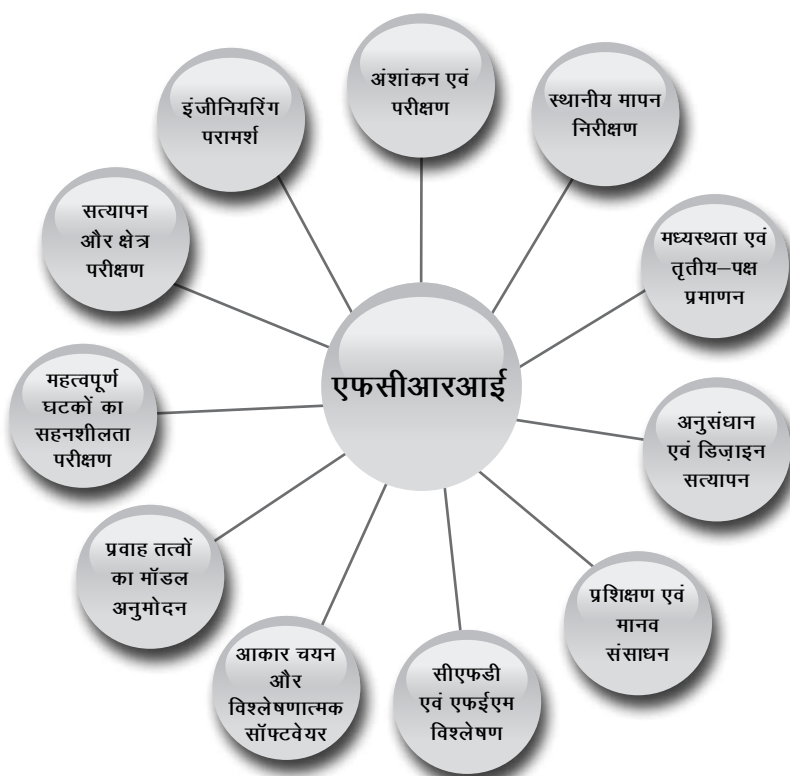 अंशांकन एवं
परीक्षण
स्थानीय मापन
निरीक्षण
मध्यस्थता एवं
तृतीय–पक्ष
प्रमाणन
अनुसंधान
एवं डिज़ाइन
सत्यापन
प्रशिक्षण एवं
मानव
संसाधन
सीएफडी
एवं एफईएम
विश्लेषण
आकार चयन
और
विश्लेषणात्मक
सॉफ्टवेयर
प्रवाह तत्वों
का मॉडल
अनुमोदन
महत्वपूर्ण
घटकों का
सहनशीलता
परीक्षण
सत्यापन
और क्षेत्र
परीक्षण
इंजीनियरिंग
परामर्श
एफसीआरआई